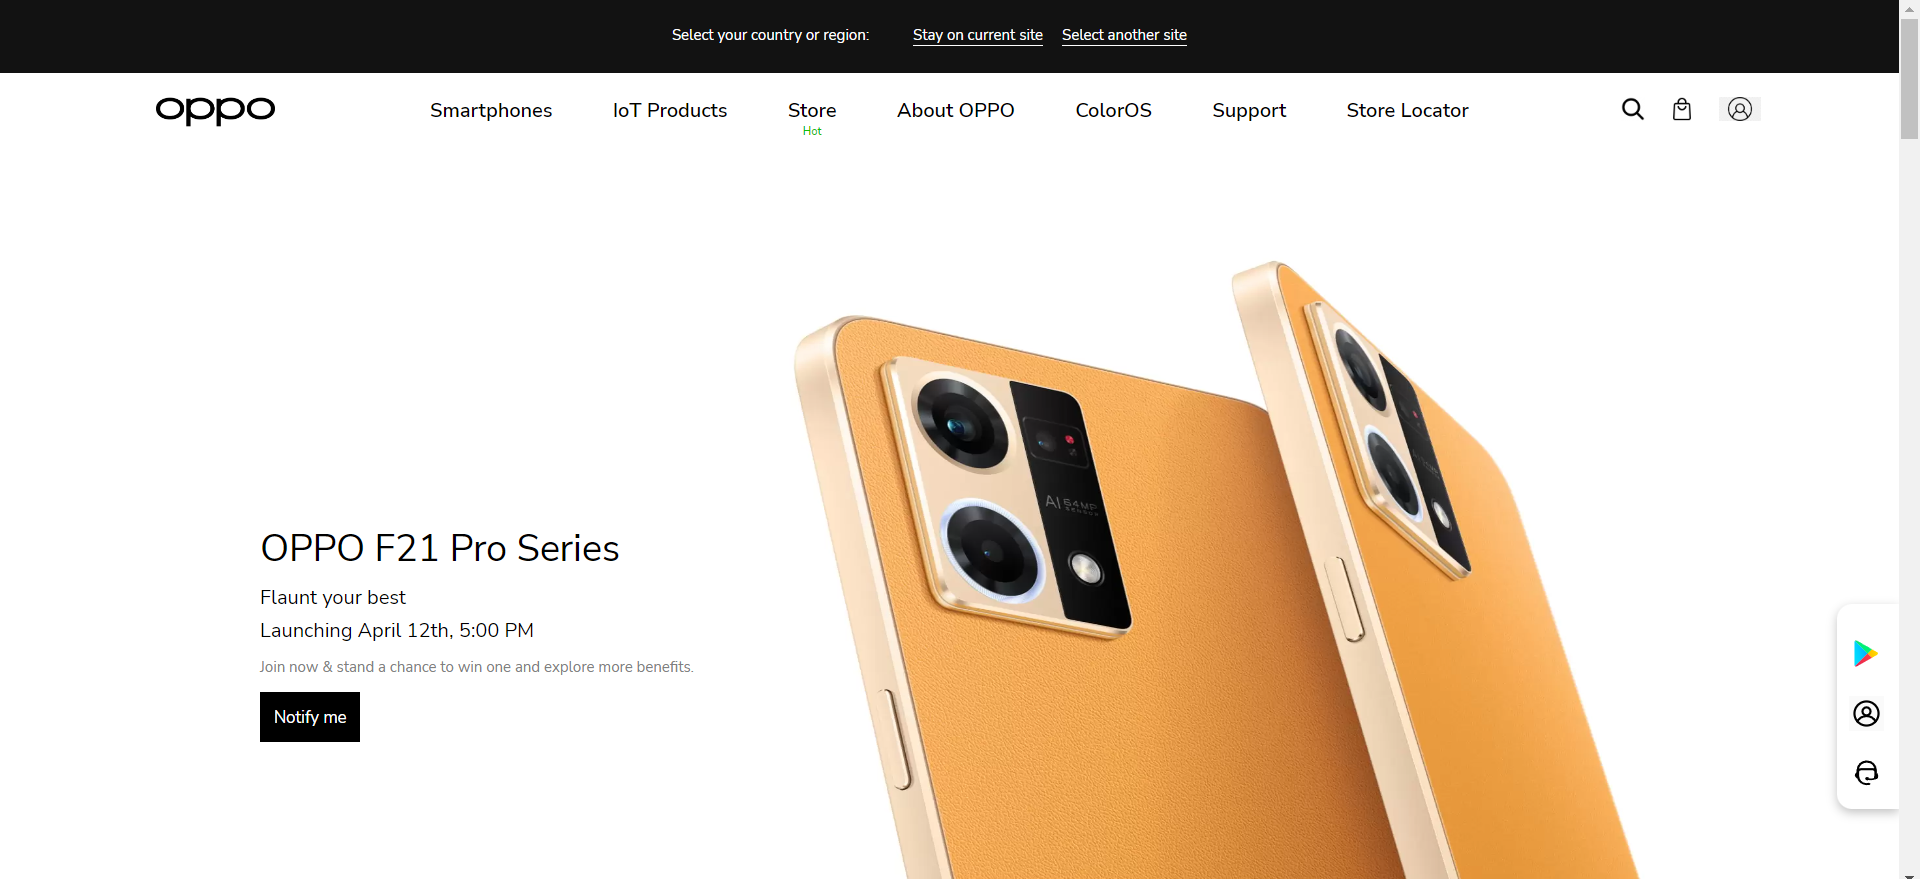 Select your country or region: Stay on current site Select another site
oppo Smartphones IoT Products Store About OPPO ColorOS Support Store Locator
Hot
AI 64MP
SENSOR
OPPO F21 Pro Series
Flaunt your best
Launching April 12th, 5:00 PM
Join now & stand a chance to win one and explore more benefits.
Notify me